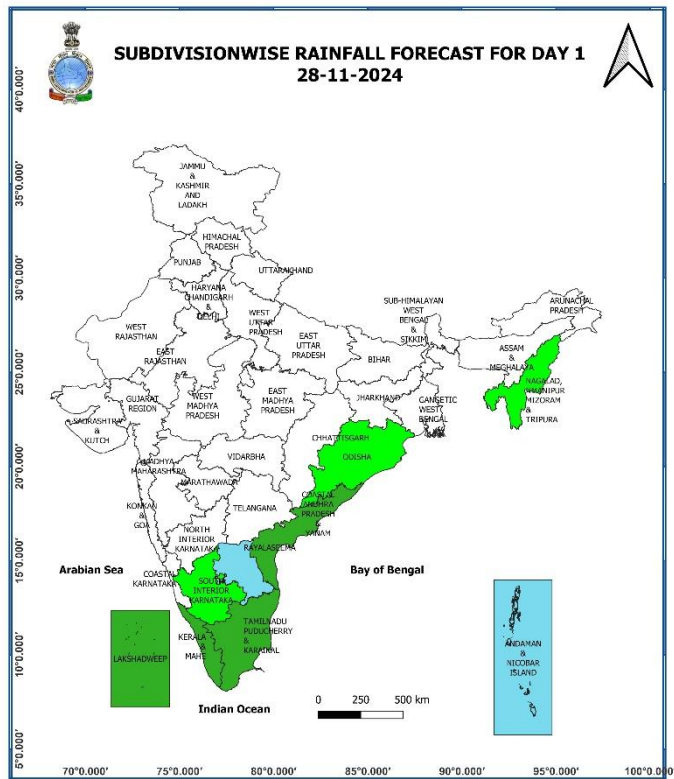 SUBDIVISIONWISE RAINFALL FORECAST FOR DAY 1
28-11-2024
40°0.000'
35°0.000'
30°0.000'
25°0.000'
20°0.000'
15°0.000'
10°0.000'
5°0.000'
JAMMU
&
KASHMIR
AND
LADAKH
HIMACHAL
PRADESH
PUNJAB
UTTARAKHAND
HARYANA
CHANDIGARH
&
DELHI
WEST
UTTAR
PRADESH
EAST
UTTAR
PRADESH
WEST
RAJASTHAN
EAST
RAJASTHAN
SUB-HIMALAYAN
WEST
BENGAL
&
SIKKIM
ARUNACHAL
PRADESH
ASSAM
&
MEGHALAYA
NAGALAD,
MANIPUR
MIZORAM
&
TRIPURA
BIHAR
JHARKHAND
GANGETIC
WEST
BENGAL
GUJARAT
REGION
SAURASHTRA
&
KUTCH
WEST
MADHYA
PRADESH
EAST
MADHYA
PRADESH
CHHATTISGARH
ODISHA
VIDARBHA
MADHYA
MAHARASHTRA
MARATHAWADA
KONKAN
&
GOA
TELANGANA
COASTAL
ANDHRA
PRADESH
&
YANAM
NORTH
INTERIOR
KARNATAKA
RAYALASEEMA
COASTAL
KARNATAKA
SOUTH
INTERIOR
KARNATAKA
Arabian Sea
Bay of Bengal
TAMILNADU
PUDUCHERRY
&
KARAIKAL
KERALA
&
MAHE
LAKSHADWEEP
ANDAMAN
&
NICOBAR
ISLAND
Indian Ocean
0 250 500 km
70°0.000' 75°0.000' 80°0.000' 85°0.000' 90°0.000' 95°0.000' 100°0.000'